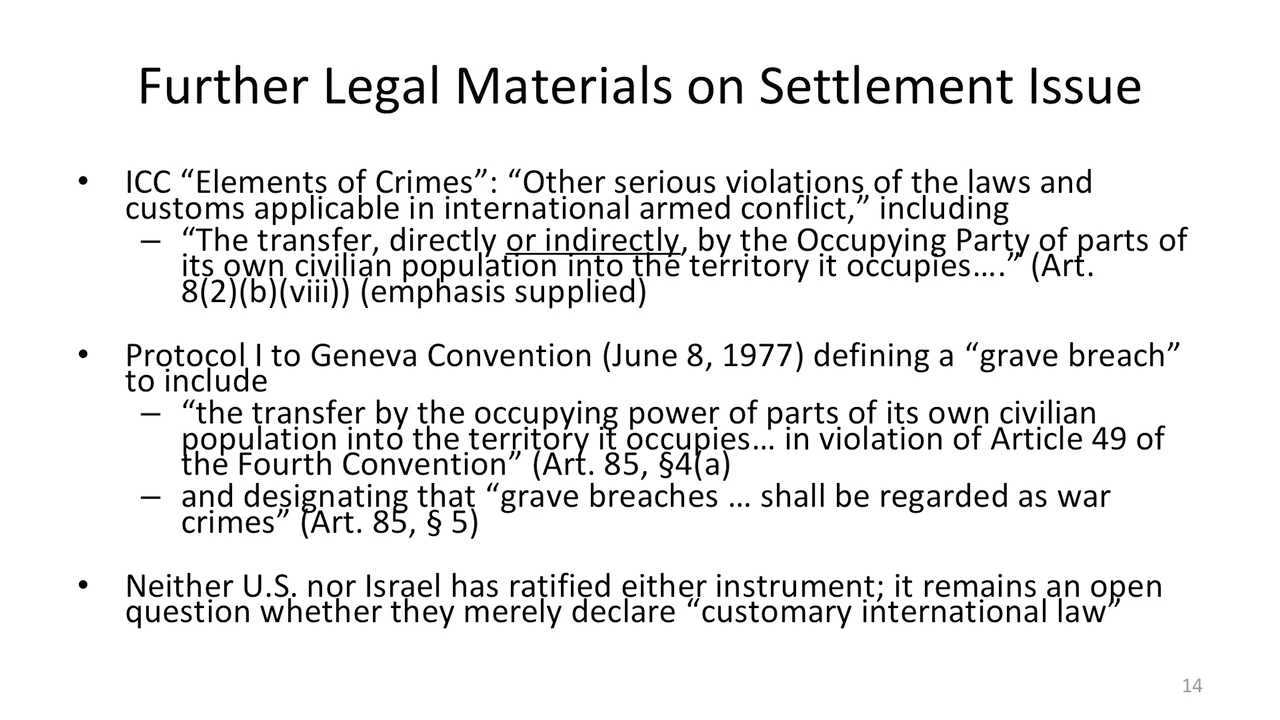 Further Legal Materials on Settlement Issue
• ICC “Elements of Crimes”: “Other serious violations of the laws and
customs applicable in international armed conflict,” including
– “The transfer, directly or indirectly, by the Occupying Party of parts of
its own civilian population into the territory it occupies….” (Art.
8(2)(b)(viii)) (emphasis supplied)
• Protocol I to Geneva Convention (June 8, 1977) defining a “grave breach”
to include
– “the transfer by the occupying power of parts of its own civilian
population into the territory it occupies… in violation of Article 49 of
the Fourth Convention” (Art. 85, §4(a)
– and designating that “grave breaches … shall be regarded as war
crimes” (Art. 85, § 5)
• Neither U.S. nor Israel has ratified either instrument; it remains an open
question whether they merely declare “customary international law”
14